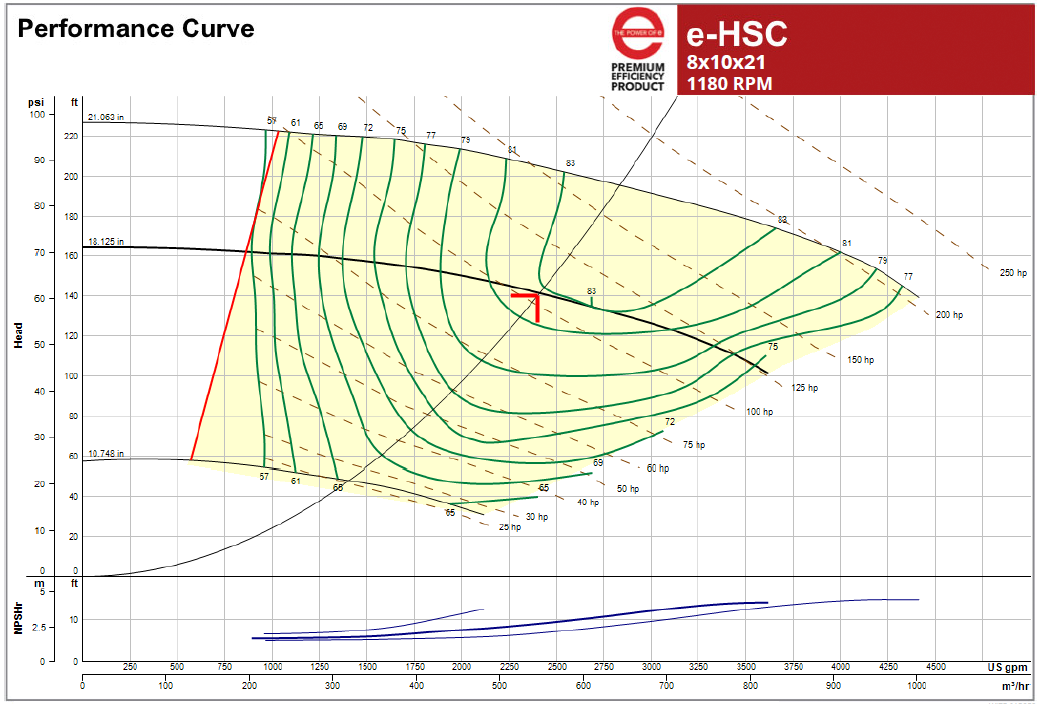 Performance Curve
THE POWER OF e
PREMIUM
EFFICIENCY
PRODUCT
e-HSC
8x10x21
1180 RPM
psi ft
100
90
80
70
60
50
40
30
20
10
0
220
200
180
160
140
120
100
80
60
40
20
0
Head
21.063 in
18.125 in
10.748 in
57 61 65 69 72 75 77 79 81 83
83 81 79 77
83
75
72
69
65
65
57 61 65
250 hp
200 hp
150 hp
125 hp
100 hp
75 hp
60 hp
50 hp
40 hp
30 hp
25 hp
m ft
5
2.5
0
10
0
NPSHr
250 500 750 1000 1250 1500 1750 2000 2250 2500 2750 3000 3250 3500 3750 4000 4250 4500 US gpm
0 100 200 300 400 500 600 700 800 900 1000 m³/hr